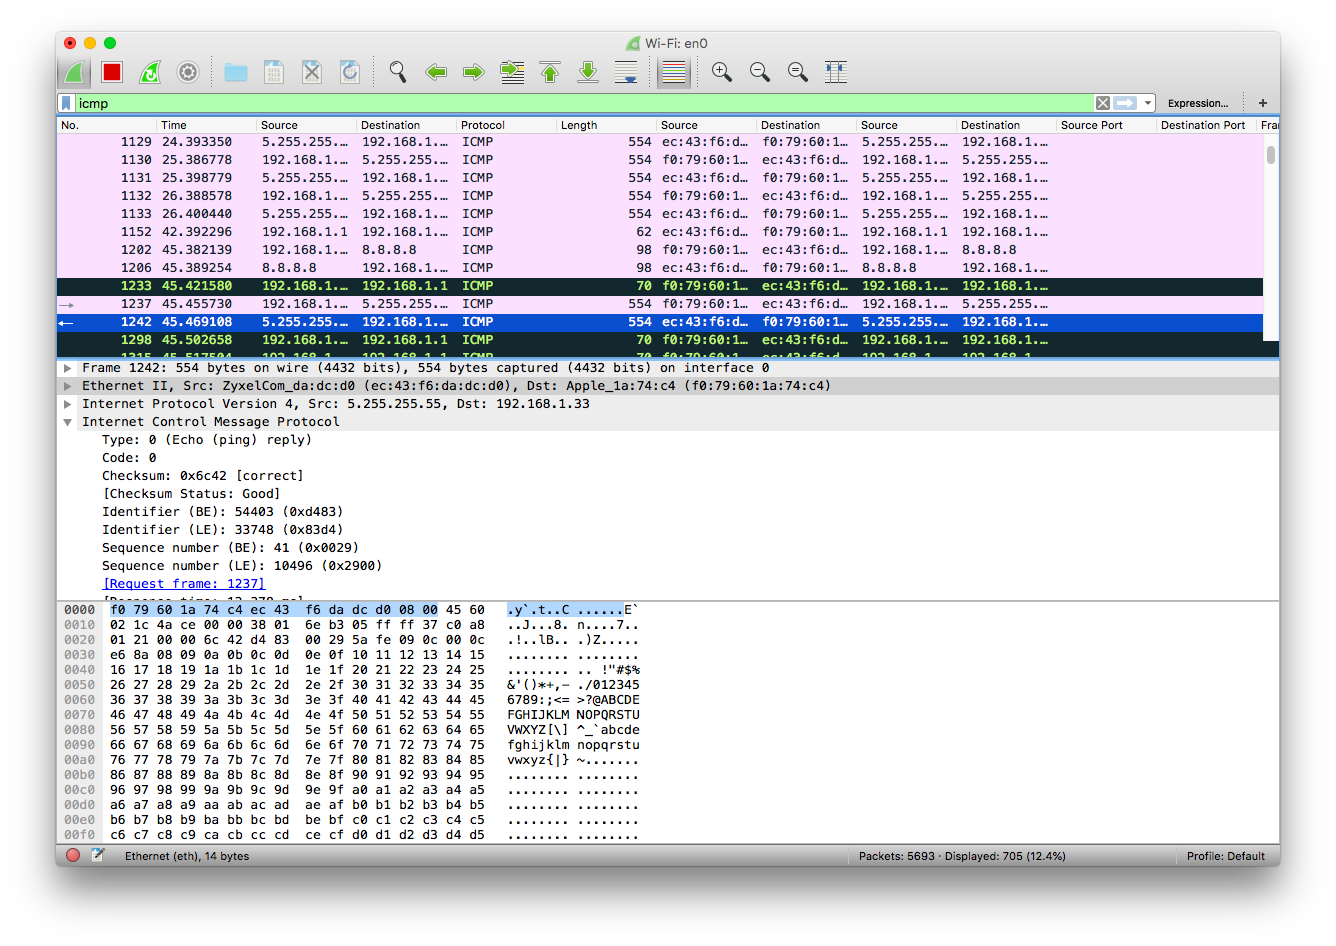 Wi-Fi: en0
icmp Expression... +
No. Time Source Destination Protocol Length Source Destination Source Destination Source Port Destination Port Fra
1129 24.393350 5.255.255.… 192.168.1.… ICMP 554 ec:43:f6:d… f0:79:60:1… 5.255.255.… 192.168.1.…
1130 25.386778 192.168.1.… 5.255.255.… ICMP 554 f0:79:60:1… ec:43:f6:d… 192.168.1.… 5.255.255.…
1131 25.398779 5.255.255.… 192.168.1.… ICMP 554 ec:43:f6:d… f0:79:60:1… 5.255.255.… 192.168.1.…
1132 26.388578 192.168.1.… 5.255.255.… ICMP 554 f0:79:60:1… ec:43:f6:d… 192.168.1.… 5.255.255.…
1133 26.400440 5.255.255.… 192.168.1.… ICMP 554 ec:43:f6:d… f0:79:60:1… 5.255.255.… 192.168.1.…
1152 42.392296 192.168.1.1 192.168.1.… ICMP 62 ec:43:f6:d… f0:79:60:1… 192.168.1.1 192.168.1.…
1202 45.382139 192.168.1.… 8.8.8.8 ICMP 98 f0:79:60:1… ec:43:f6:d… 192.168.1.… 8.8.8.8
1206 45.389254 8.8.8.8 192.168.1.… ICMP 98 ec:43:f6:d… f0:79:60:1… 8.8.8.8 192.168.1.…
1233 45.421580 192.168.1.… 192.168.1.1 ICMP 70 f0:79:60:1… ec:43:f6:d… 192.168.1.… 192.168.1.…
1237 45.455730 192.168.1.… 5.255.255.… ICMP 554 f0:79:60:1… ec:43:f6:d… 192.168.1.… 5.255.255.…
1242 45.469108 5.255.255.… 192.168.1.… ICMP 554 ec:43:f6:d… f0:79:60:1… 5.255.255.… 192.168.1.…
1298 45.502658 192.168.1.… 192.168.1.1 ICMP 70 f0:79:60:1… ec:43:f6:d… 192.168.1.… 192.168.1.…
Frame 1242: 554 bytes on wire (4432 bits), 554 bytes captured (4432 bits) on interface 0
Ethernet II, Src: ZyxelCom_da:dc:d0 (ec:43:f6:da:dc:d0), Dst: Apple_1a:74:c4 (f0:79:60:1a:74:c4)
Internet Protocol Version 4, Src: 5.255.255.55, Dst: 192.168.1.33
Internet Control Message Protocol
Type: 0 (Echo (ping) reply)
Code: 0
Checksum: 0x6c42 [correct]
[Checksum Status: Good]
Identifier (BE): 54403 (0xd483)
Identifier (LE): 33748 (0x83d4)
Sequence number (BE): 41 (0x0029)
Sequence number (LE): 10496 (0x2900)
[Request frame: 1237]
0000 f0 79 60 1a 74 c4 ec 43 f6 da dc d0 08 00 45 60 .y`.t..C ......E`
0010 02 1c 4a ce 00 00 38 01 6e b3 05 ff ff 37 c0 a8 ..J...8. n....7..
0020 01 21 00 00 6c 42 d4 83 00 29 5a fe 09 0c 00 0c .!..lB.. .)Z.....
0030 e6 8a 08 09 0a 0b 0c 0d 0e 0f 10 11 12 13 14 15 ........ ........
0040 16 17 18 19 1a 1b 1c 1d 1e 1f 20 21 22 23 24 25 ........ .. !"#$%
0050 26 27 28 29 2a 2b 2c 2d 2e 2f 30 31 32 33 34 35 &'()*+,- ./012345
0060 36 37 38 39 3a 3b 3c 3d 3e 3f 40 41 42 43 44 45 6789:;<= >?@ABCDE
0070 46 47 48 49 4a 4b 4c 4d 4e 4f 50 51 52 53 54 55 FGHIJKLM NOPQRSTU
0080 56 57 58 59 5a 5b 5c 5d 5e 5f 60 61 62 63 64 65 VWXYZ[\] ^_`abcde
0090 66 67 68 69 6a 6b 6c 6d 6e 6f 70 71 72 73 74 75 fghijklm nopqrstu
00a0 76 77 78 79 7a 7b 7c 7d 7e 7f 80 81 82 83 84 85 vwxyz{|} ~.......
00b0 86 87 88 89 8a 8b 8c 8d 8e 8f 90 91 92 93 94 95 ........ ........
00c0 96 97 98 99 9a 9b 9c 9d 9e 9f a0 a1 a2 a3 a4 a5 ........ ........
00d0 a6 a7 a8 a9 aa ab ac ad ae af b0 b1 b2 b3 b4 b5 ........ ........
00e0 b6 b7 b8 b9 ba bb bc bd be bf c0 c1 c2 c3 c4 c5 ........ ........
00f0 c6 c7 c8 c9 ca cb cc cd ce cf d0 d1 d2 d3 d4 d5 ........ ........
Ethernet (eth), 14 bytes Packets: 5693 · Displayed: 705 (12.4%) Profile: Default